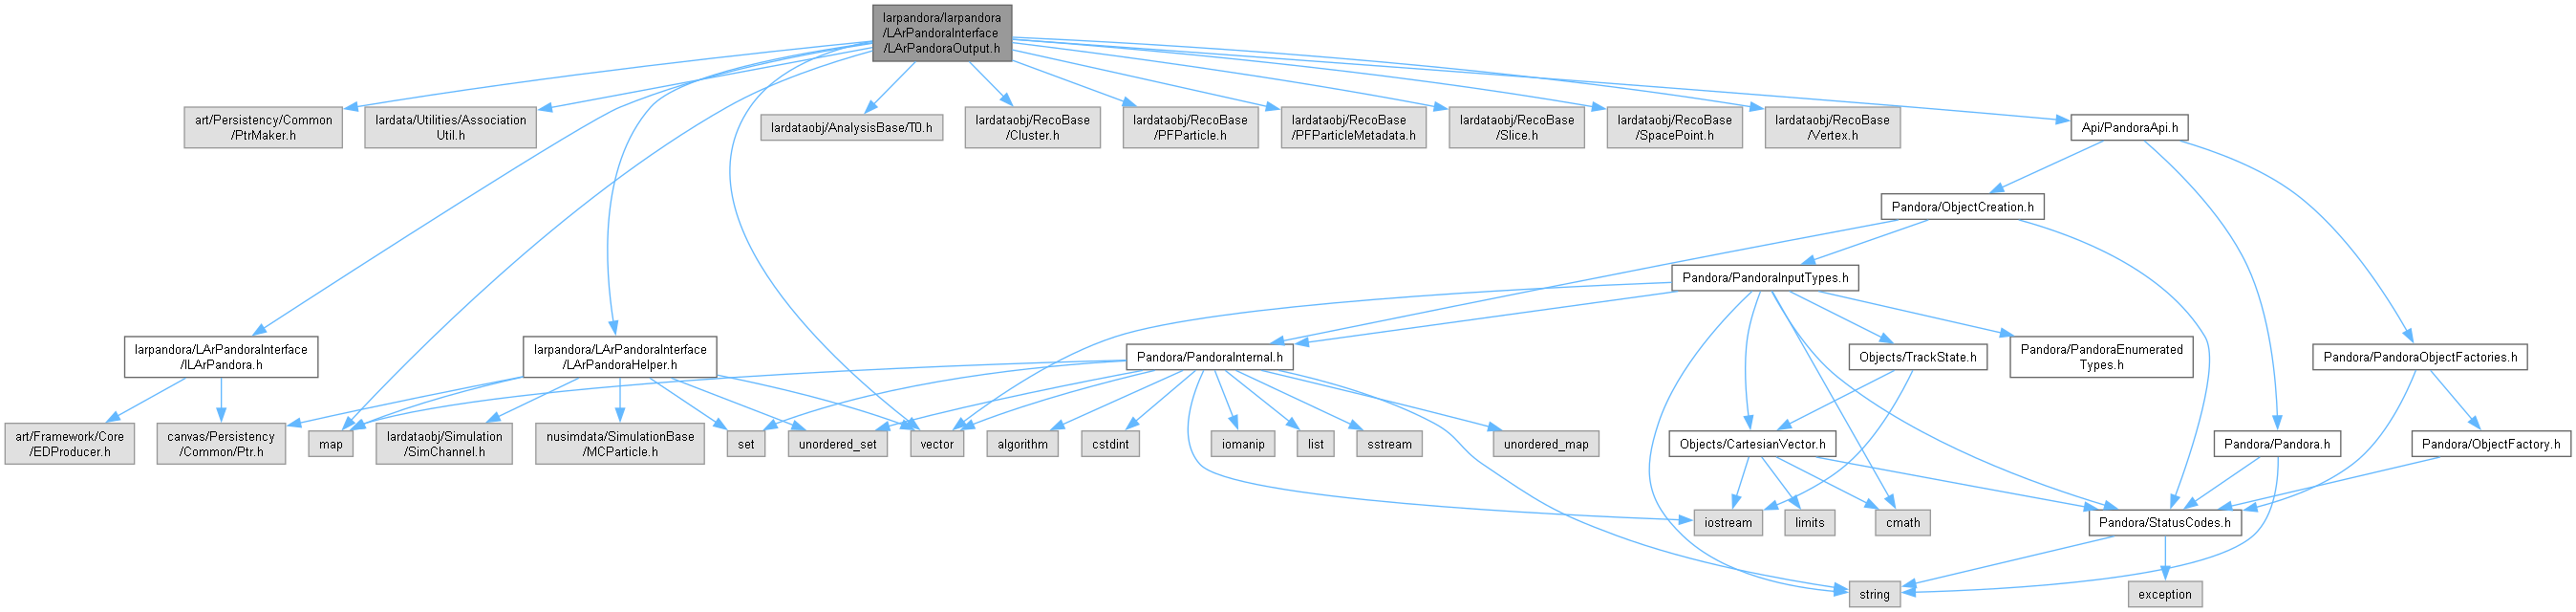 larpandora/larpandora
/LArPandoraInterface
/LArPandoraOutput.h
art/Persistency/Common
/PtrMaker.h
lardata/Utilities/Association
Util.h
lardataobj/AnalysisBase/T0.h
lardataobj/RecoBase
/Cluster.h
lardataobj/RecoBase
/PFParticle.h
lardataobj/RecoBase
/PFParticleMetadata.h
lardataobj/RecoBase
/Slice.h
lardataobj/RecoBase
/SpacePoint.h
lardataobj/RecoBase
/Vertex.h
Api/PandoraApi.h
Pandora/ObjectCreation.h
Pandora/PandoraInputTypes.h
larpandora/LArPandoraInterface
/ILArPandora.h
larpandora/LArPandoraInterface
/LArPandoraHelper.h
Pandora/PandoraInternal.h
Objects/TrackState.h
Pandora/PandoraEnumerated
Types.h
Pandora/PandoraObjectFactories.h
art/Framework/Core
/EDProducer.h
canvas/Persistency
/Common/Ptr.h
map
lardataobj/Simulation
/SimChannel.h
nusimdata/SimulationBase
/MCParticle.h
set
unordered_set
vector
algorithm
cstdint
iomanip
list
sstream
unordered_map
Objects/CartesianVector.h
Pandora/Pandora.h
Pandora/ObjectFactory.h
iostream
limits
cmath
Pandora/StatusCodes.h
string
exception